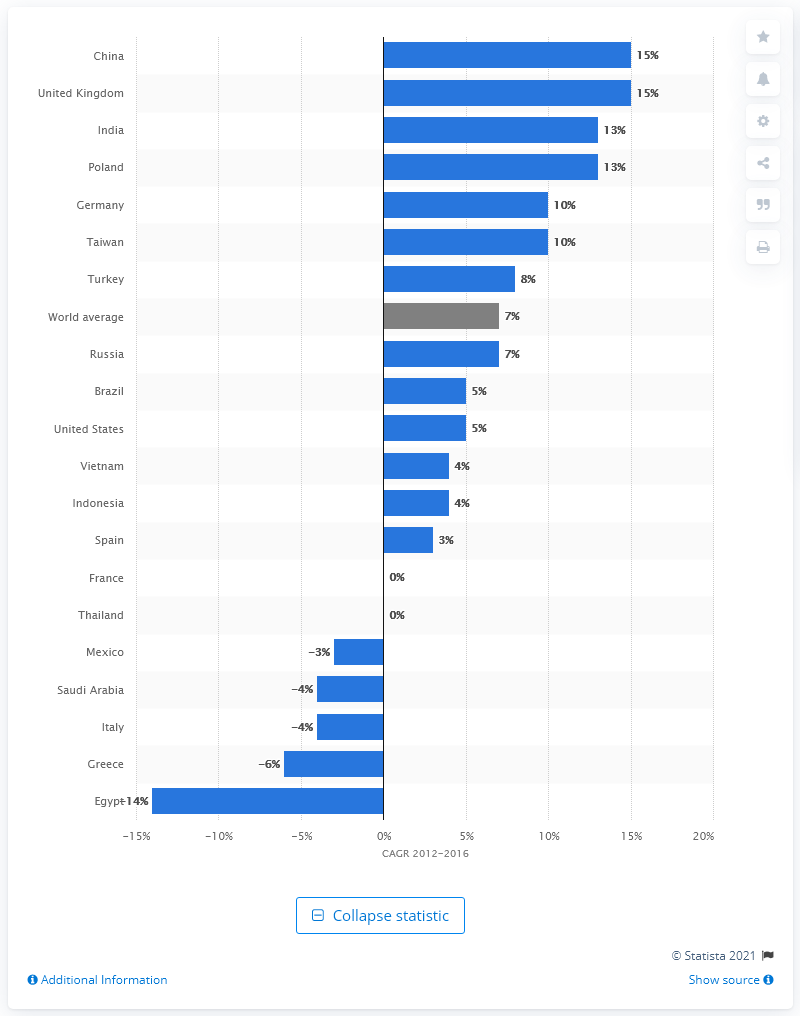 China 15%
United Kingdom 15%
India 13%
Poland 13%
Germany 10%
Taiwan 10%
Turkey 8%
World average 7%
Russia 7%
Brazil 5%
United States 5%
Vietnam 4%
Indonesia 4%
Spain 3%
France 0%
Thailand 0%
Mexico −3%
Saudi Arabia −4%
Italy −4%
Greece −6%
Egypt −14%
−15% −10% −5% 0% 5% 10% 15% 20%
CAGR 2012–2016
Collapse statistic
© Statista 2021
Additional Information Show source